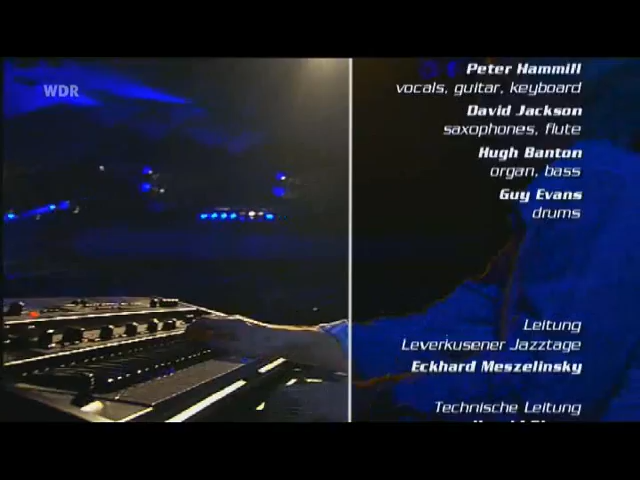 WDR
Peter Hammill
vocals, guitar, keyboard
David Jackson
saxophones, flute
Hugh Banton
organ, bass
Guy Evans
drums
Leitung
Leverkusener Jazztage
Eckhard Meszelinsky
Technische Leitung